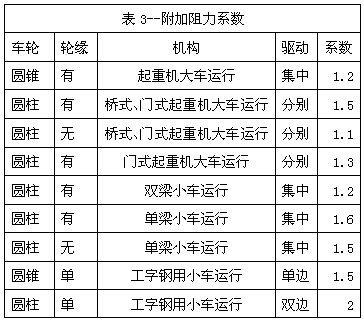 表 3--附加阻力系数
车轮 轮缘 机构 驱动 系数
圆锥 有 起重机大车运行 集中 1.2
圆柱 有 桥式、门式起重机大车运行 分别 1.5
圆柱 无 桥式、门式起重机大车运行 分别 1.1
圆柱 有 门式起重机大车运行 分别 1.3
圆柱 有 双梁小车运行 集中 1.2
圆柱 有 单梁小车运行 集中 1.6
圆柱 无 单梁小车运行 集中 1.5
圆锥 单 工字钢用小车运行 单边 1.5
圆柱 单 工字钢用小车运行 双边 2